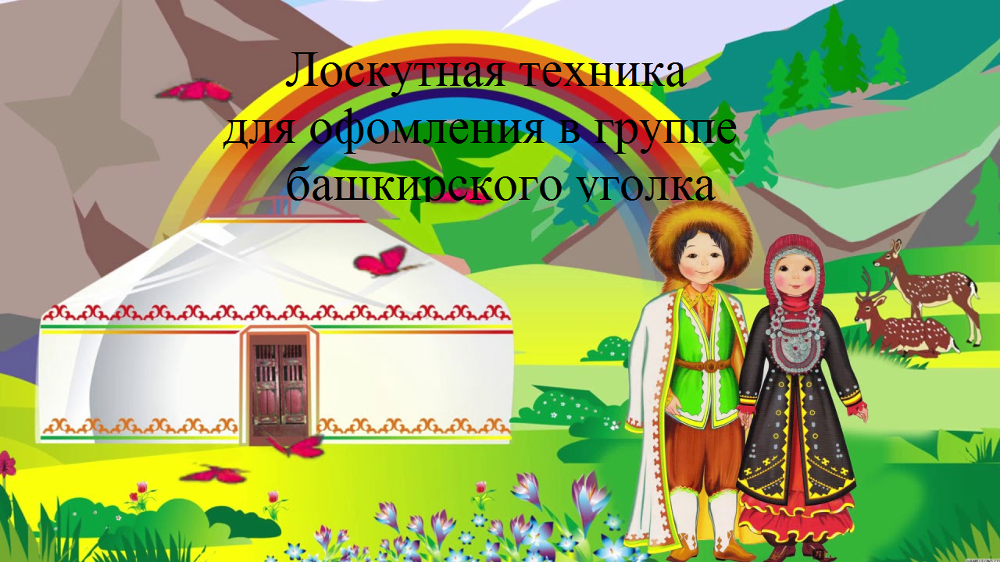 Лоскутная техника
для офомления в группе
башкирского уголка